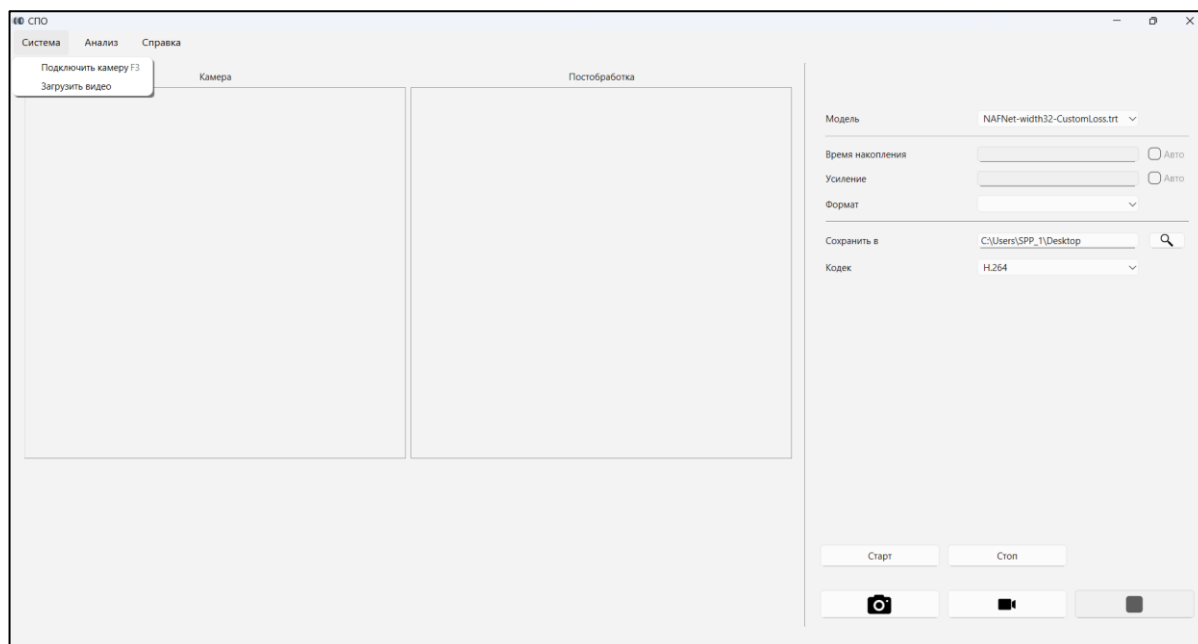 СПО
Система Анализ Справка
Подключить камеру F3
Загрузить видео
Камера Постобработка
Модель NAFNet-width32-CustomLoss.trt
Время накопления Авто
Усиление Авто
Формат
Сохранить в C:\Users\SPP_1\Desktop
Кодек H.264
Старт Стоп